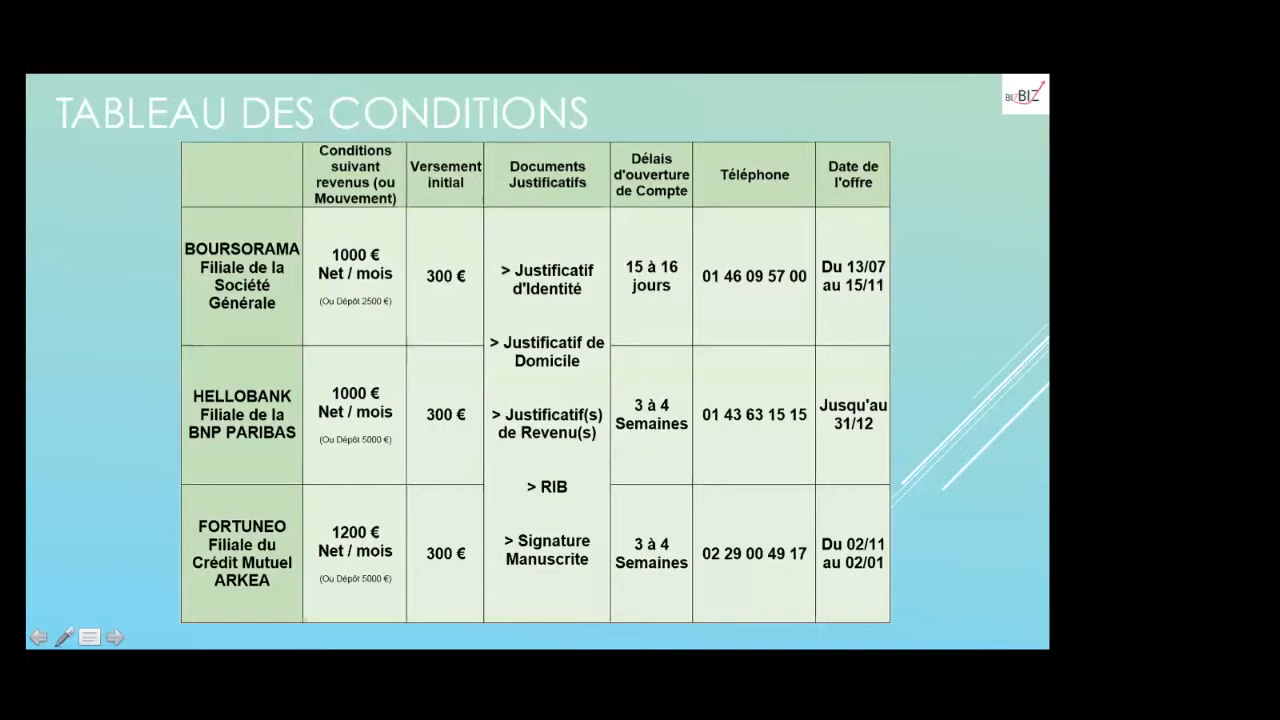 TABLEAU DES CONDITIONS
BIZBIZ
Conditions
suivant
revenus (ou
Mouvement)
Versement
initial
Documents
Justificatifs
Délais
d'ouverture
de Compte
Téléphone
Date de
l'offre
BOURSORAMA
Filiale de la
Société
Générale
1000 €
Net / mois
(Ou Dépôt 2500 €)
300 €
> Justificatif
d'Identité
> Justificatif de
Domicile
> Justificatif(s)
de Revenu(s)
> RIB
> Signature
Manuscrite
15 à 16
jours
01 46 09 57 00
Du 13/07
au 15/11
HELLOBANK
Filiale de la
BNP PARIBAS
1000 €
Net / mois
(Ou Dépôt 5000 €)
300 €
3 à 4
Semaines
01 43 63 15 15
Jusqu'au
31/12
FORTUNEO
Filiale du
Crédit Mutuel
ARKEA
1200 €
Net / mois
(Ou Dépôt 5000 €)
300 €
3 à 4
Semaines
02 29 00 49 17
Du 02/11
au 02/01